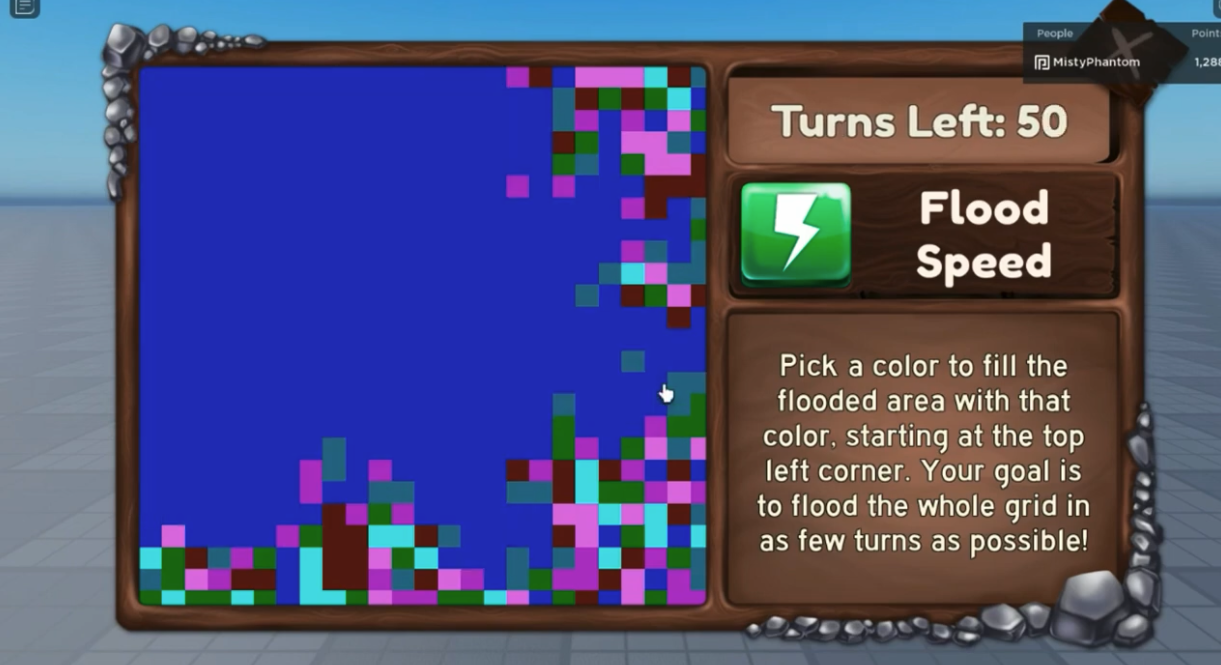 People
Point
MistyPhantom
1,288
Turns Left: 50
Flood
Speed
Pick a color to fill the
flooded area with that
color, starting at the top
left corner. Your goal is
to flood the whole grid in
as few turns as possible!